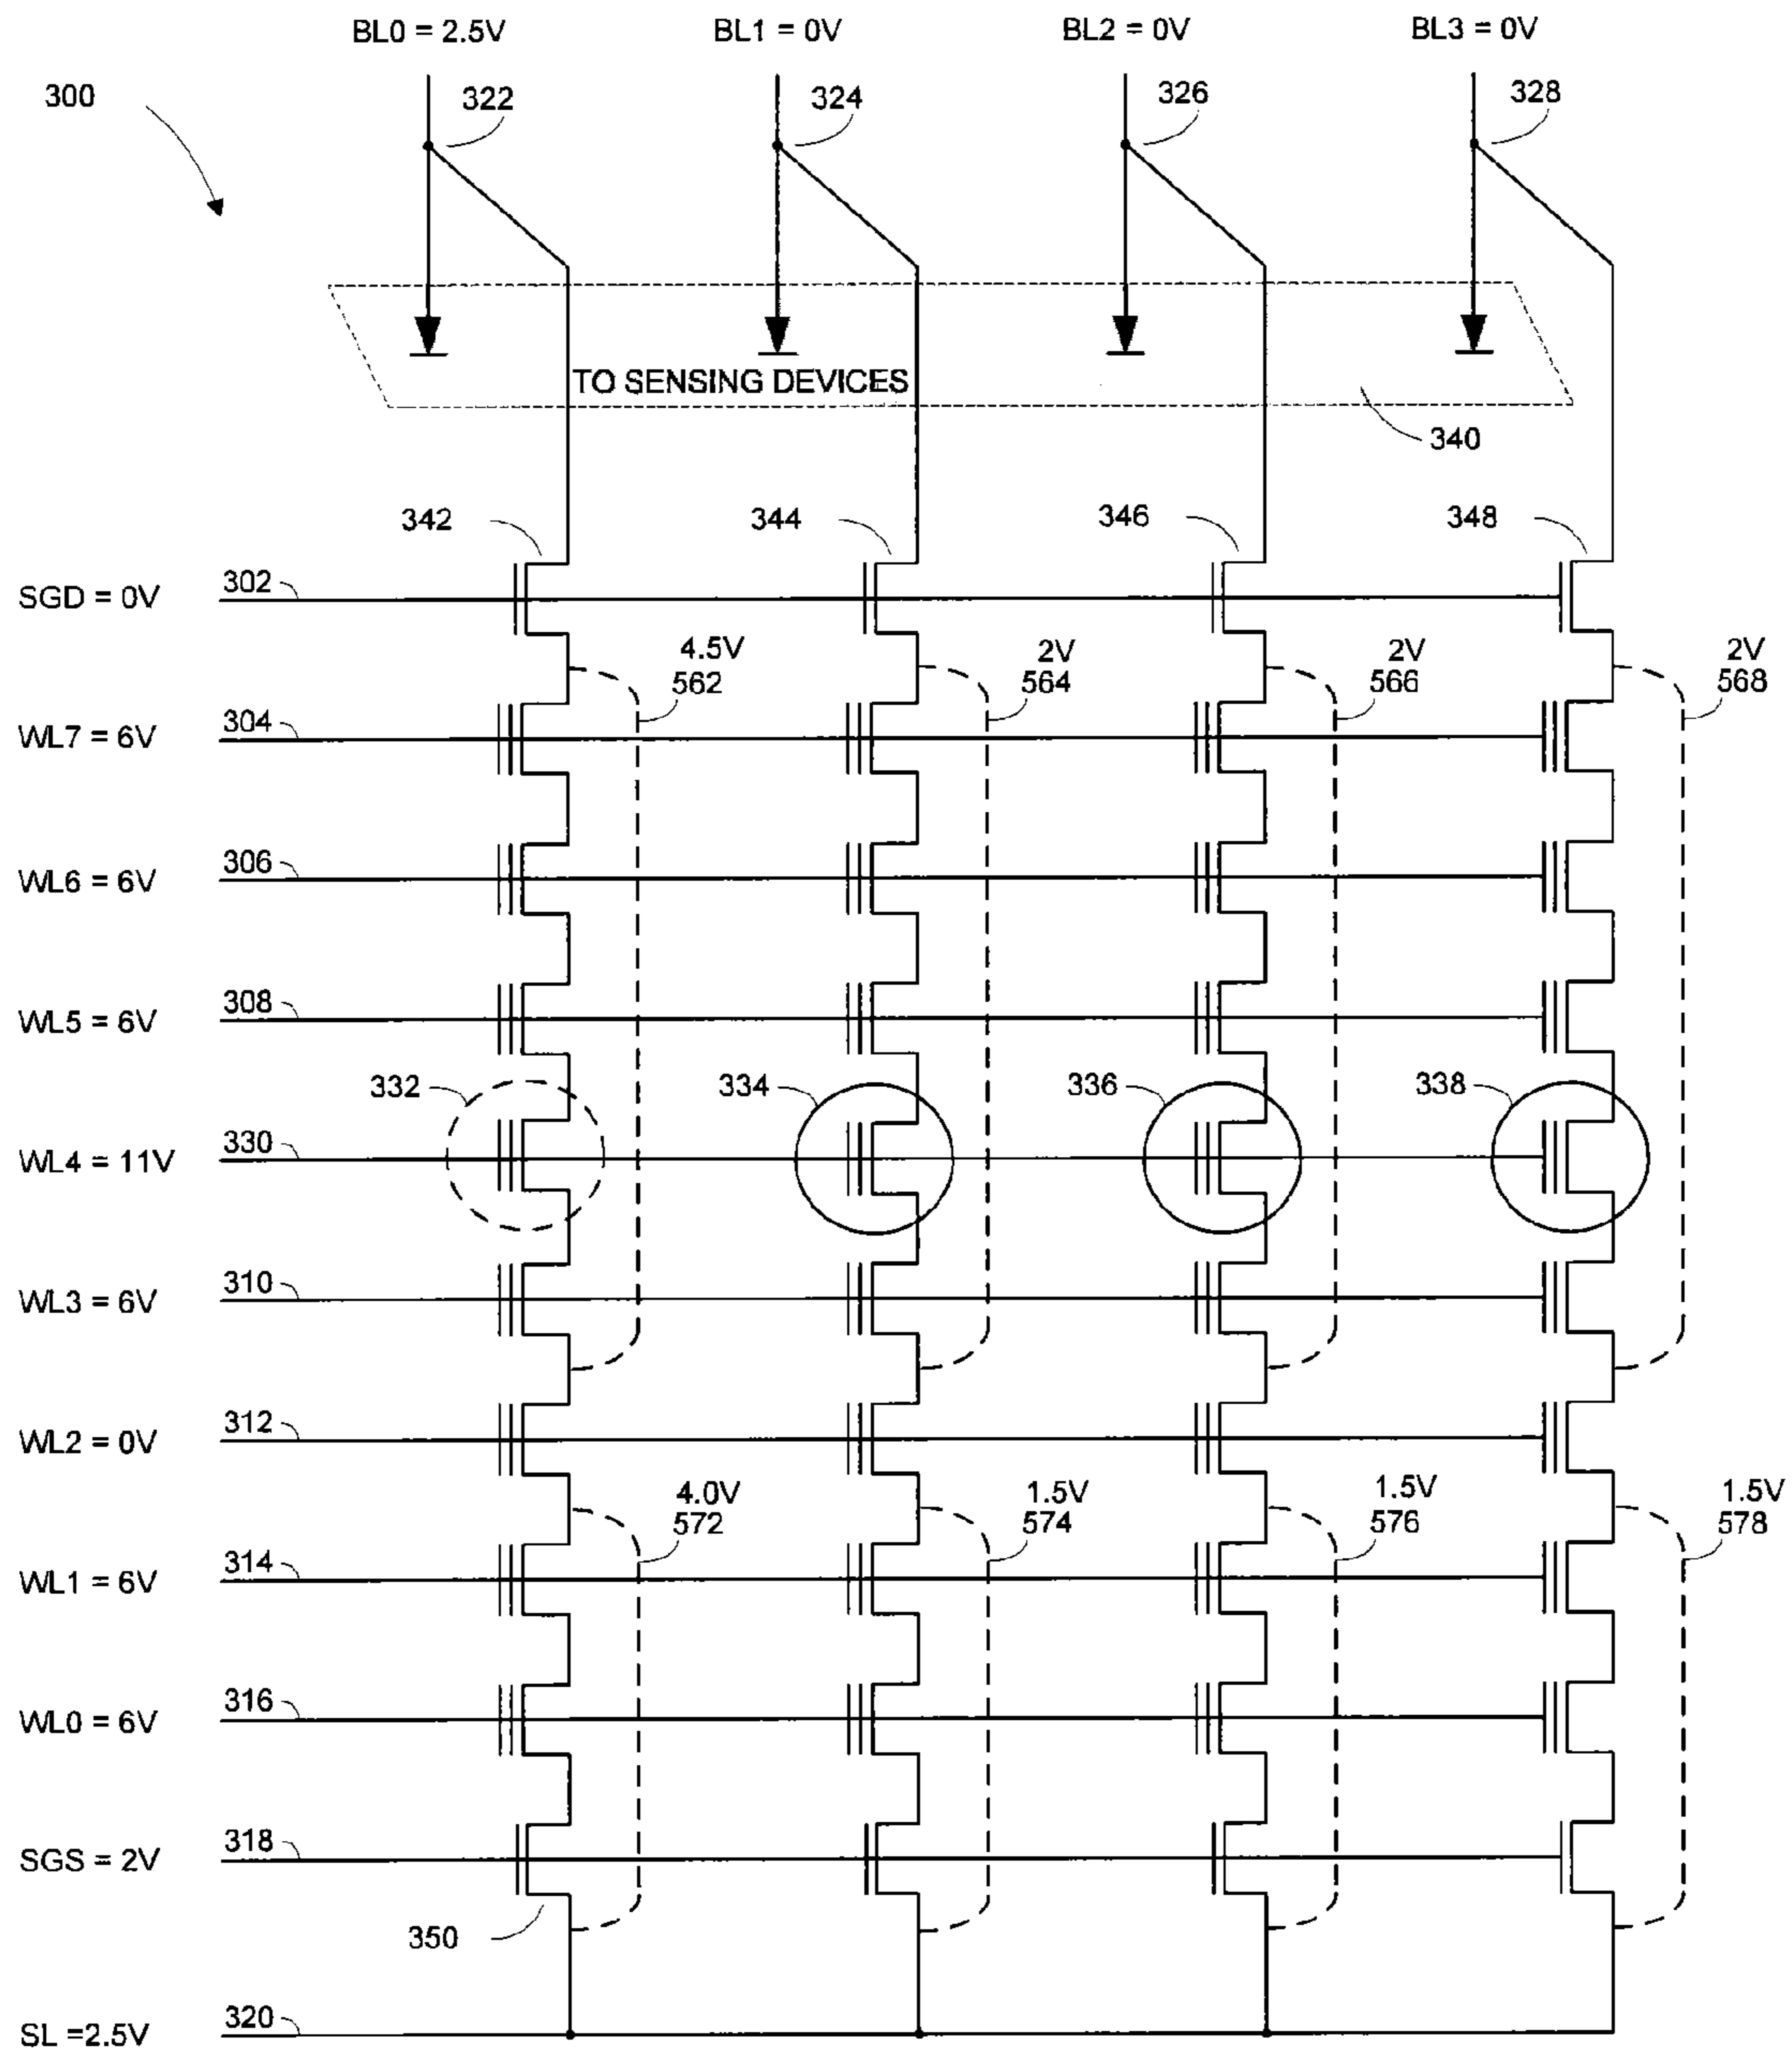 BL0 = 2.5V BL1 = 0V BL2 = 0V BL3 = 0V
300 322 324 326 328
TO SENSING DEVICES
340
342 344 346 348
SGD = 0V 302
4.5V 2V 2V 2V
562 564 566 568
WL7 = 6V 304
WL6 = 6V 306
WL5 = 6V 308
332 334 336 338
WL4 = 11V 330
WL3 = 6V 310
WL2 = 0V 312
4.0V 1.5V 1.5V 1.5V
572 574 576 578
WL1 = 6V 314
WL0 = 6V 316
SGS = 2V 318
350
SL =2.5V 320